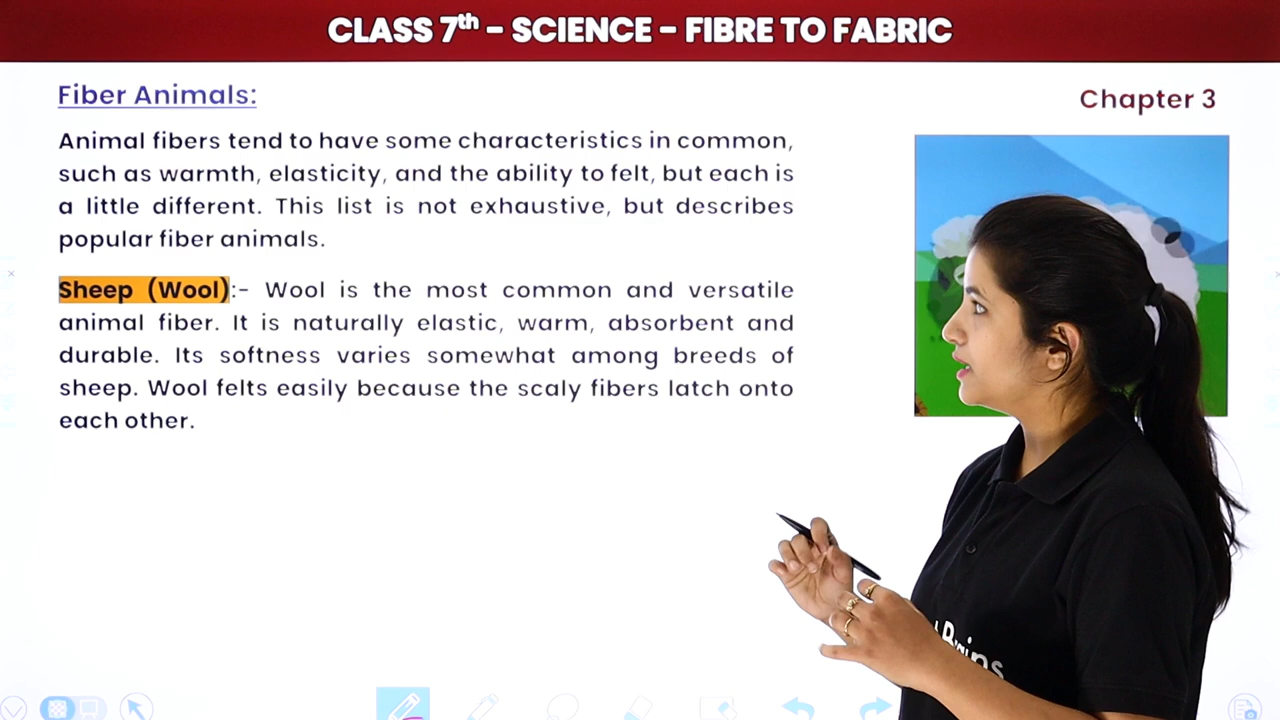 CLASS 7th - SCIENCE - FIBRE TO FABRIC
Fiber Animals:
Chapter 3
Animal fibers tend to have some characteristics in common,
such as warmth, elasticity, and the ability to felt, but each is
a little different. This list is not exhaustive, but describes
popular fiber animals.
Sheep (Wool):- Wool is the most common and versatile
animal fiber. It is naturally elastic, warm, absorbent and
durable. Its softness varies somewhat among breeds of
sheep. Wool felts easily because the scaly fibers latch onto
each other.